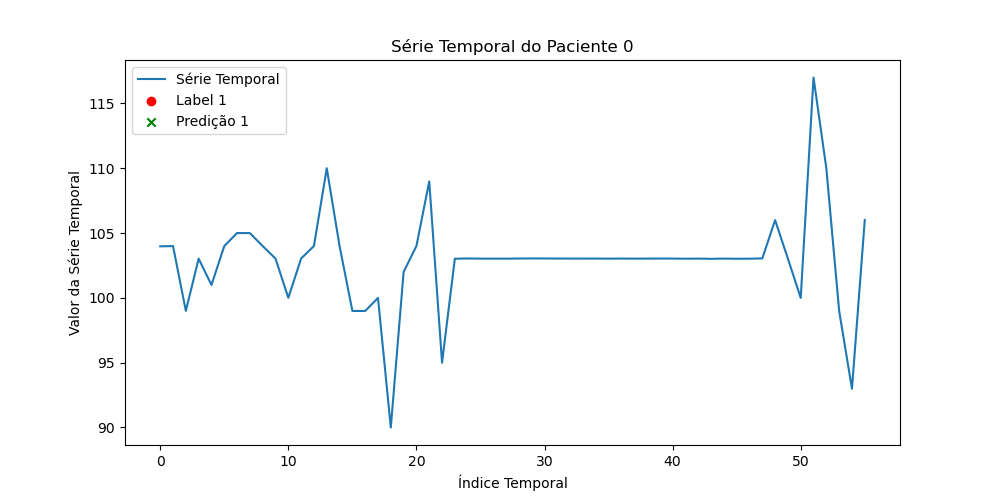 Série Temporal do Paciente 0
Série Temporal
Label 1
Predição 1
Valor da Série Temporal
115
110
105
100
95
90
0 10 20 30 40 50
Índice Temporal